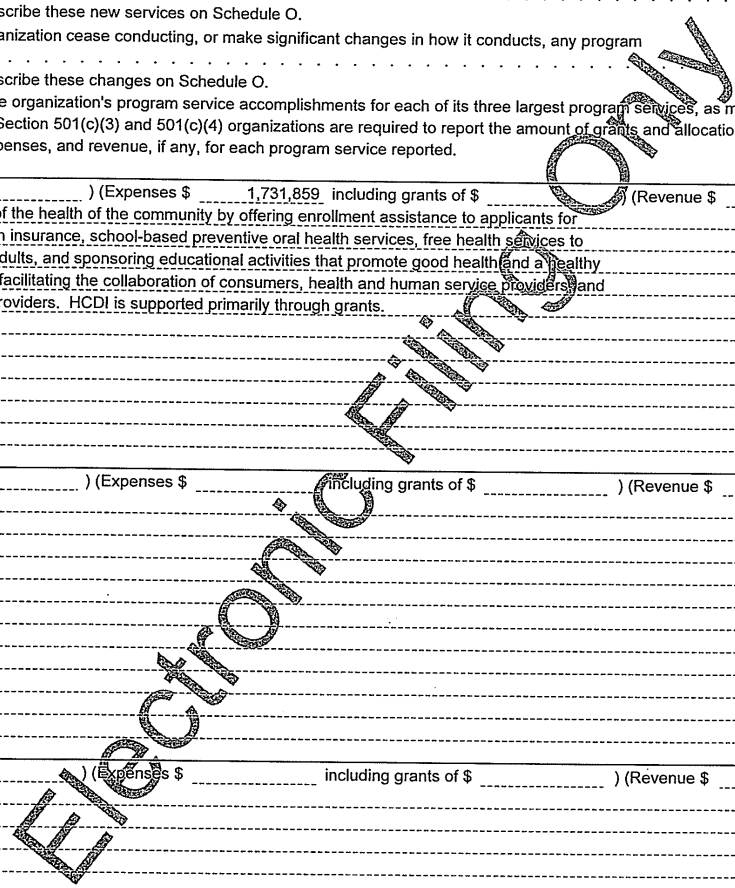 scribe these new services on Schedule O.
anization cease conducting, or make significant changes in how it conducts, any program
scribe these changes on Schedule O.
e organization's program service accomplishments for each of its three largest program services, as m
Section 501(c)(3) and 501(c)(4) organizations are required to report the amount of grants and allocatio
penses, and revenue, if any, for each program service reported.
) (Expenses $ 1,731,859 including grants of $ ) (Revenue $
of the health of the community by offering enrollment assistance to applicants for
n insurance, school-based preventive oral health services, free health services to
dults, and sponsoring educational activities that promote good health and a healthy
facilitating the collaboration of consumers, health and human service providers, and
roviders. HCDI is supported primarily through grants.
) (Expenses $ including grants of $ ) (Revenue $
) (Expenses $ including grants of $ ) (Revenue $
Electronic Filing Only